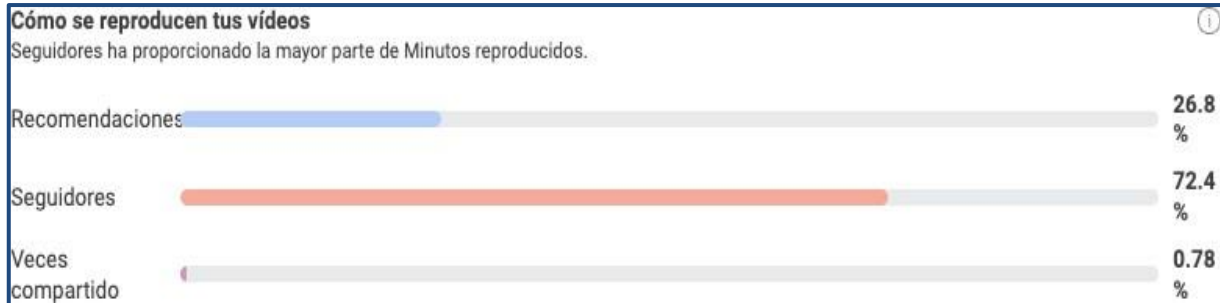 Cómo se reproducen tus vídeos
Seguidores ha proporcionado la mayor parte de Minutos reproducidos.
Recomendaciones
26.8
%
Seguidores
72.4
%
Veces
compartido
0.78
%